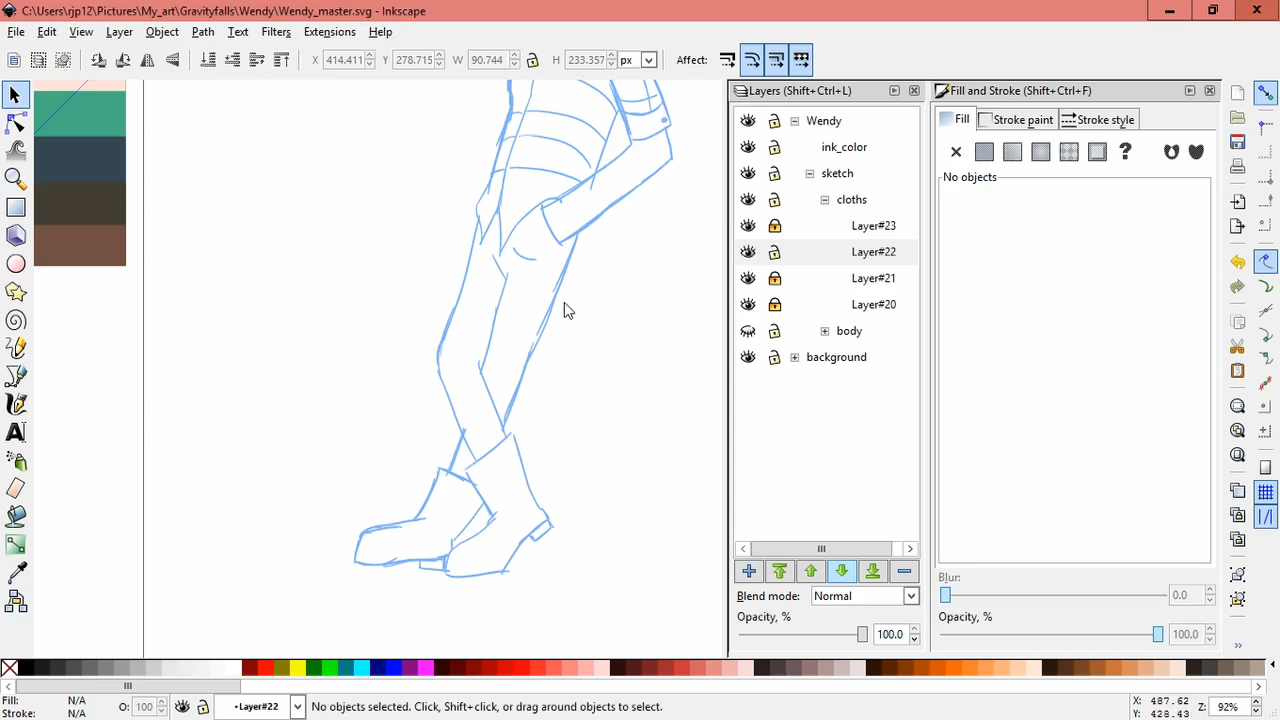 C:\Users\rjp12\Pictures\My_art\Gravityfalls\Wendy\Wendy_master.svg - Inkscape
File Edit View Layer Object Path Text Filters Extensions Help
X 414.411 Y 278.715 W 90.744 H 233.357 px Affect:
Layers (Shift+Ctrl+L) Fill and Stroke (Shift+Ctrl+F)
Wendy Fill Stroke paint Stroke style
ink_color ?
sketch No objects
cloths
Layer#23
Layer#22
Layer#21
Layer#20
body
background
Blur:
Blend mode: Normal 0.0
Opacity, % Opacity, %
100.0 100.0
Fill: N/A O: 100 •Layer#22 No objects selected. Click, Shift+click, or drag around objects to select. X: 487.62 Z: 92%
Stroke: N/A Y: 428.43